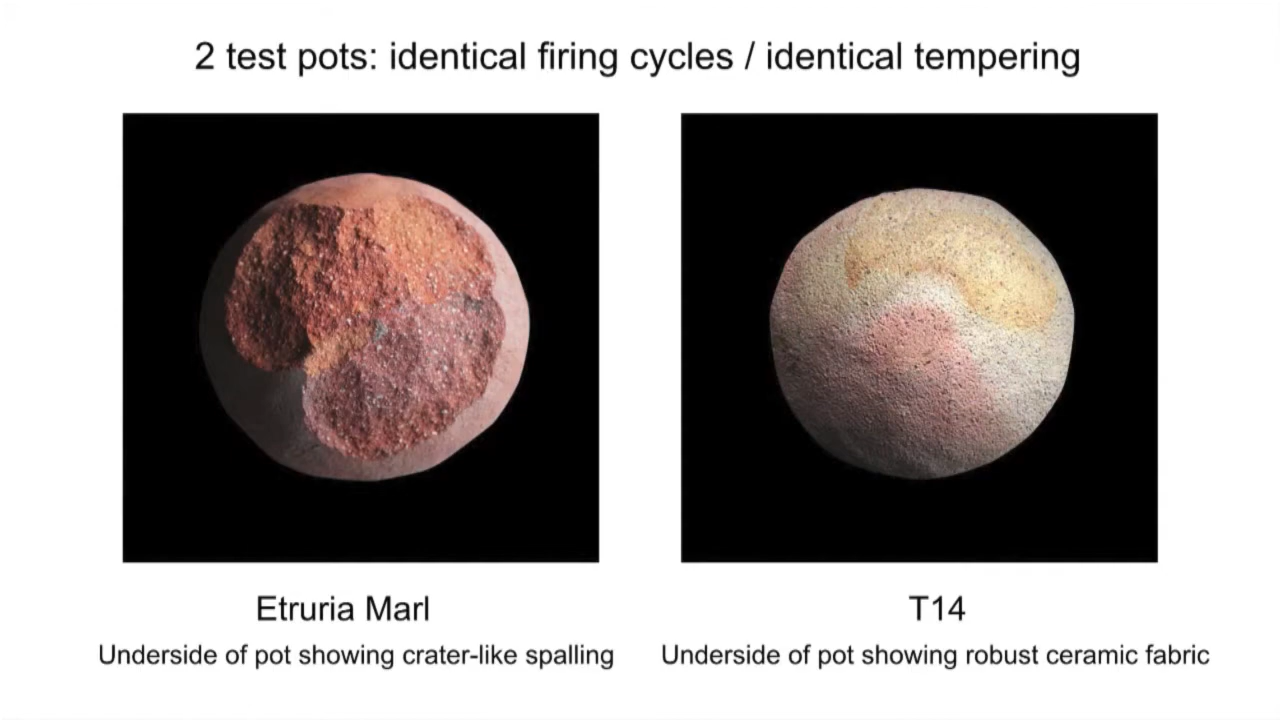 2 test pots: identical firing cycles / identical tempering
Etruria Marl
Underside of pot showing crater-like spalling
T14
Underside of pot showing robust ceramic fabric